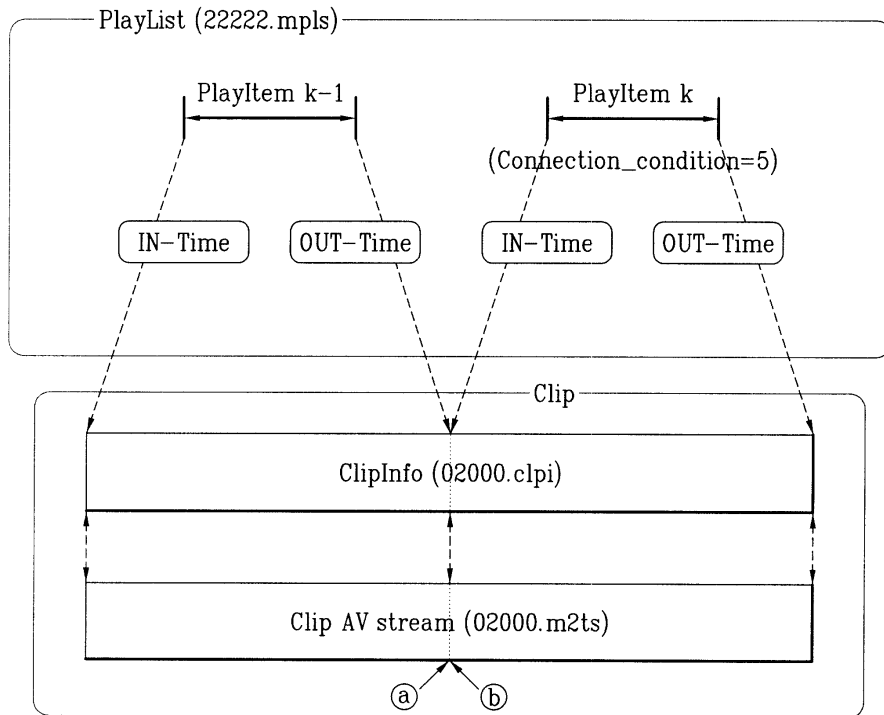 PlayList (22222.mpls)
PlayItem k-1
PlayItem k
(Connection_condition=5)
IN-Time
OUT-Time
IN-Time
OUT-Time
Clip
ClipInfo (02000.clpi)
Clip AV stream (02000.m2ts)
ⓐ ⓑ